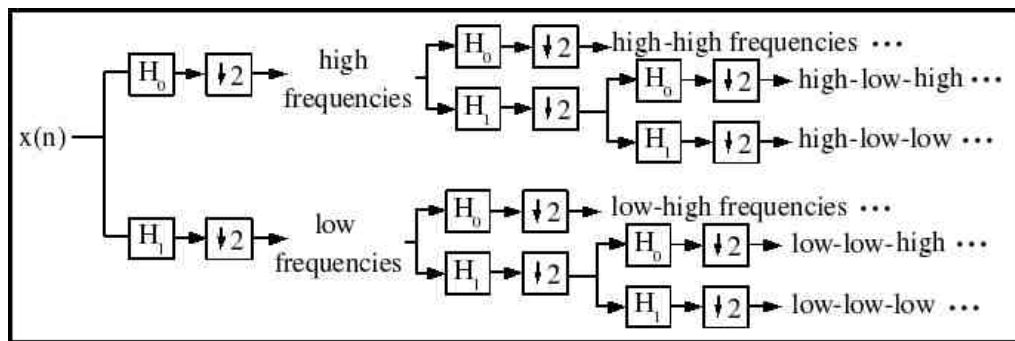 H₀ ↓2 high frequencies H₀ ↓2 high-high frequencies •••
H₁ ↓2 H₀ ↓2 high-low-high •••
x(n)
H₁ ↓2 high-low-low •••
H₁ ↓2 low frequencies H₀ ↓2 low-high frequencies •••
H₁ ↓2 H₀ ↓2 low-low-high •••
H₁ ↓2 low-low-low •••